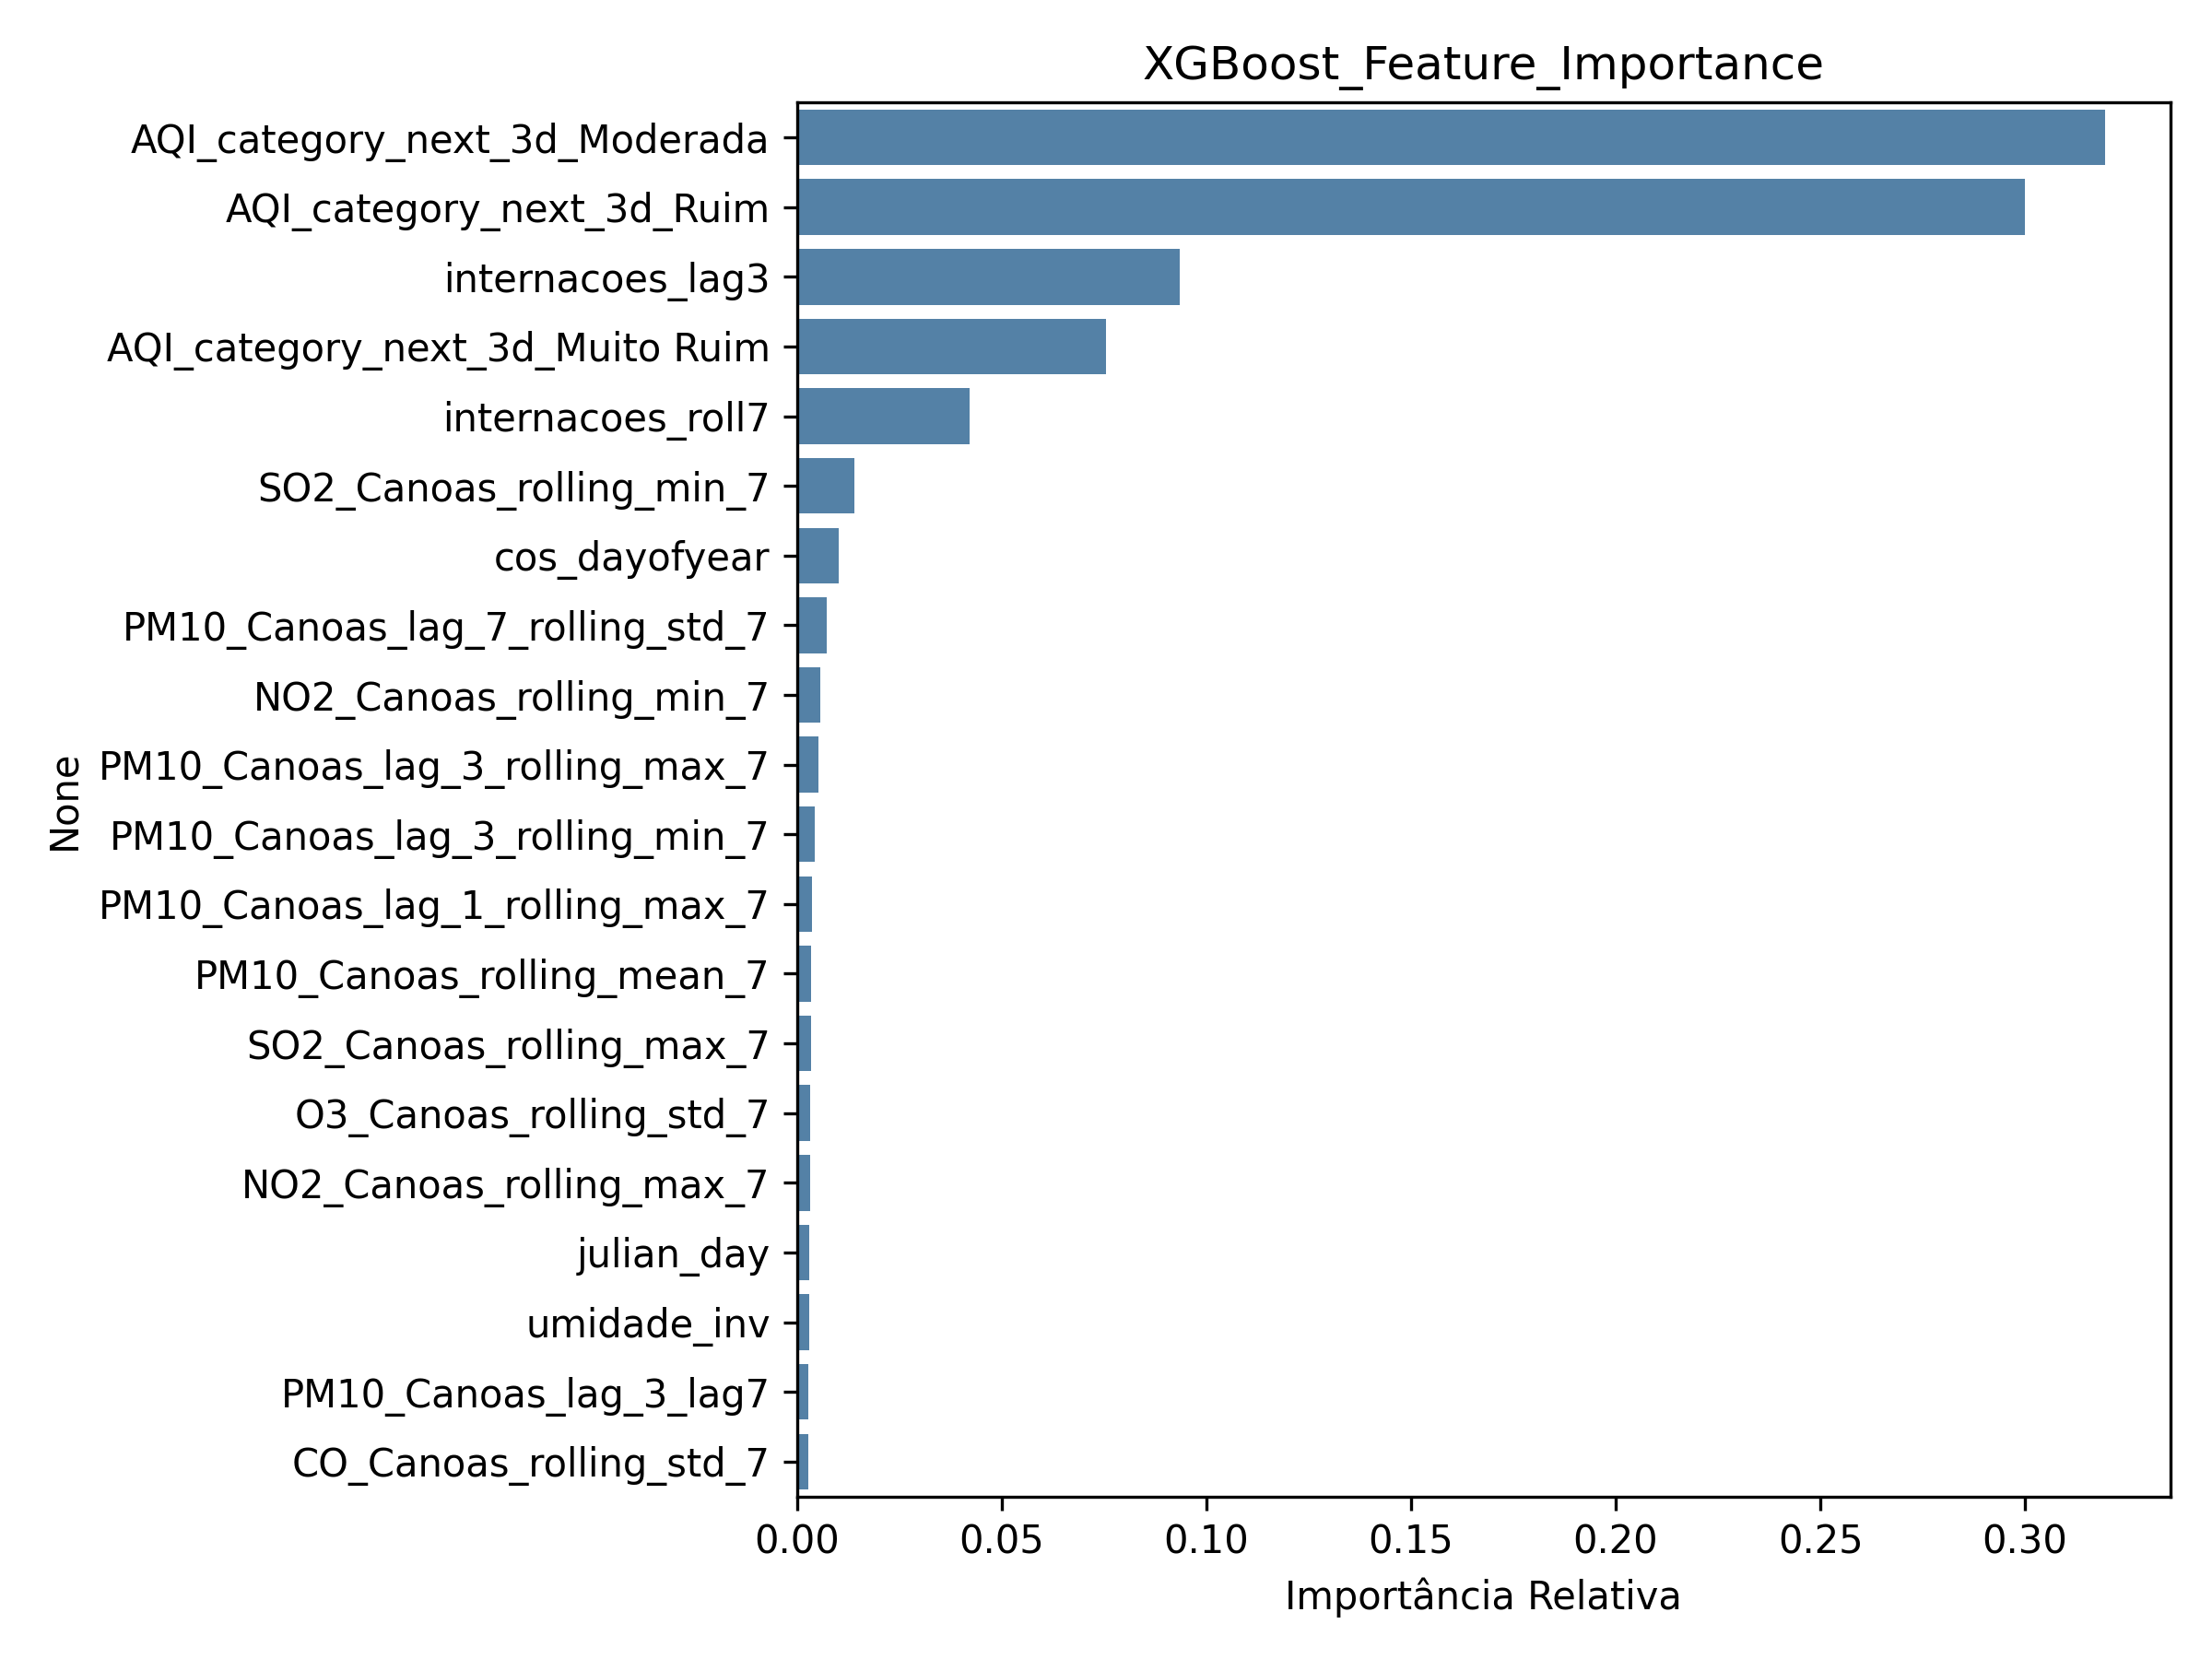 XGBoost_Feature_Importance
AQI_category_next_3d_Moderada
AQI_category_next_3d_Ruim
internacoes_lag3
AQI_category_next_3d_Muito Ruim
internacoes_roll7
SO2_Canoas_rolling_min_7
cos_dayofyear
PM10_Canoas_lag_7_rolling_std_7
NO2_Canoas_rolling_min_7
PM10_Canoas_lag_3_rolling_max_7
PM10_Canoas_lag_3_rolling_min_7
PM10_Canoas_lag_1_rolling_max_7
PM10_Canoas_rolling_mean_7
SO2_Canoas_rolling_max_7
O3_Canoas_rolling_std_7
NO2_Canoas_rolling_max_7
julian_day
umidade_inv
PM10_Canoas_lag_3_lag7
CO_Canoas_rolling_std_7
None
0.00 0.05 0.10 0.15 0.20 0.25 0.30
Importância Relativa